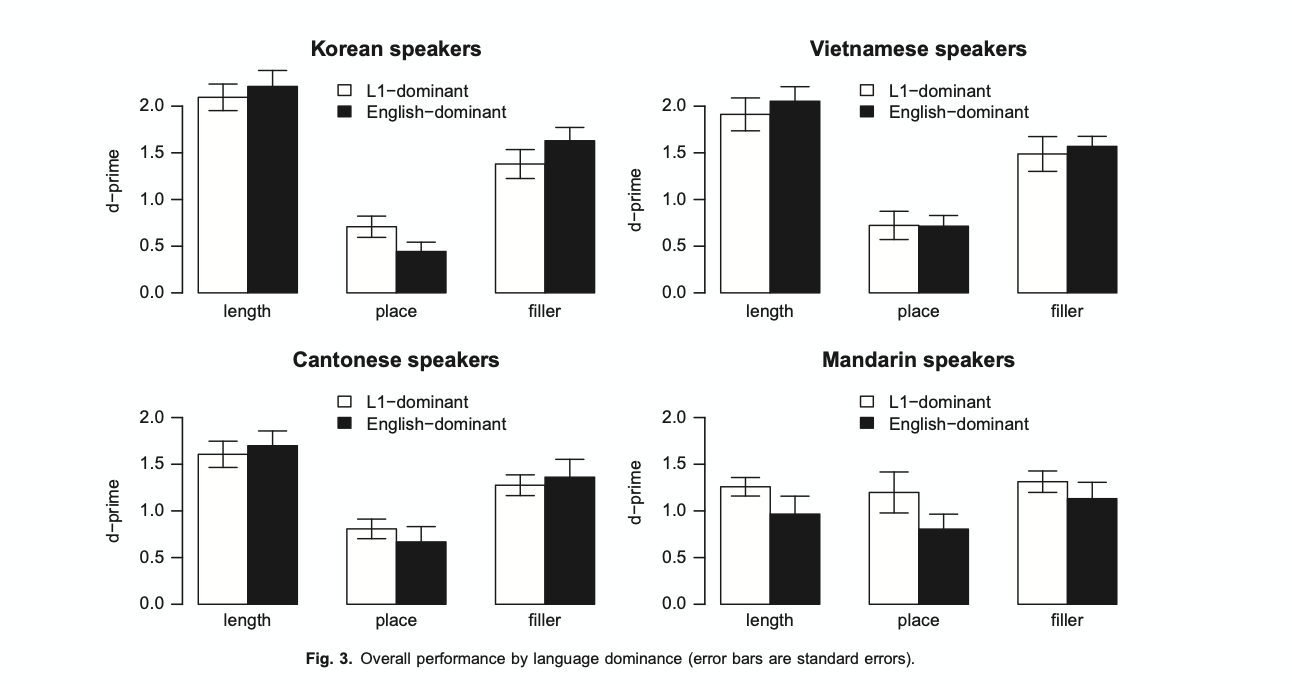 Korean speakers
L1−dominant
English−dominant
d−prime
2.0
1.5
1.0
0.5
0.0
length place filler
Vietnamese speakers
L1−dominant
English−dominant
d−prime
2.0
1.5
1.0
0.5
0.0
length place filler
Cantonese speakers
L1−dominant
English−dominant
d−prime
2.0
1.5
1.0
0.5
0.0
length place filler
Mandarin speakers
L1−dominant
English−dominant
d−prime
2.0
1.5
1.0
0.5
0.0
length place filler
Fig. 3. Overall performance by language dominance (error bars are standard errors).